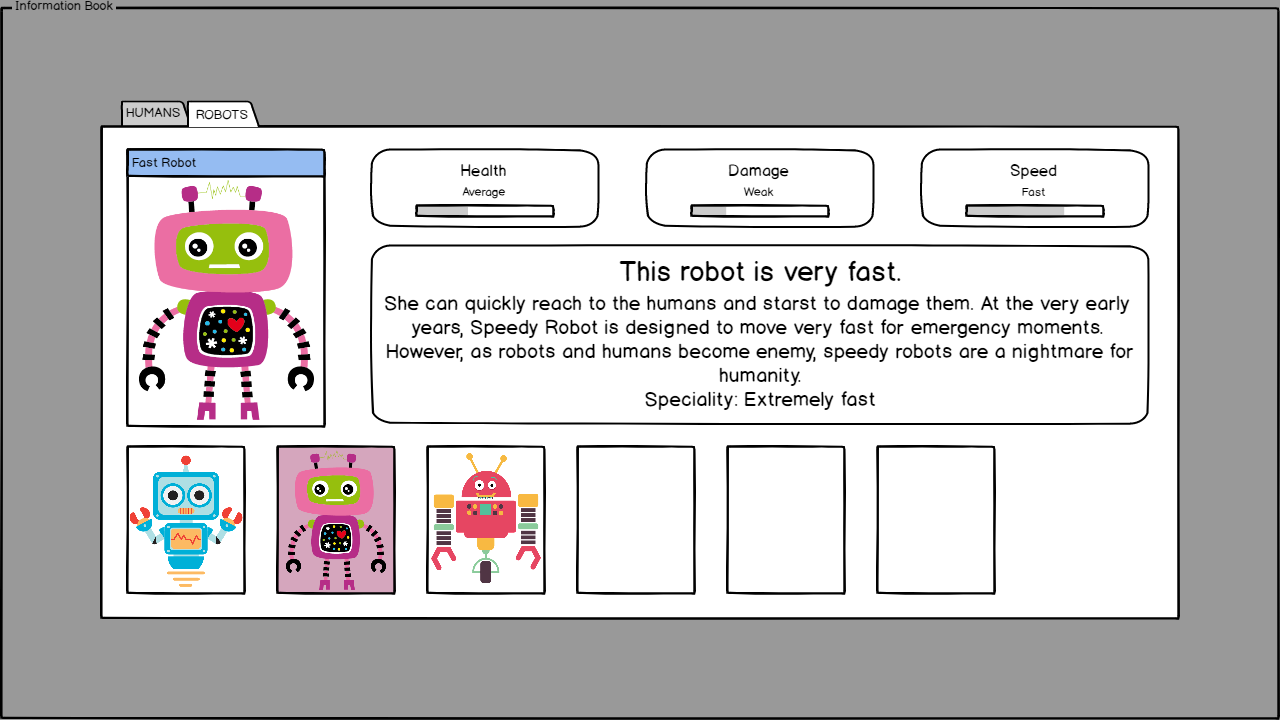 Information Book
HUMANS
ROBOTS
Fast Robot
Health
Average
Damage
Weak
Speed
Fast
This robot is very fast.
She can quickly reach to the humans and starst to damage them. At the very early
years, Speedy Robot is designed to move very fast for emergency moments.
However, as robots and humans become enemy, speedy robots are a nightmare for
humanity.
Speciality: Extremely fast